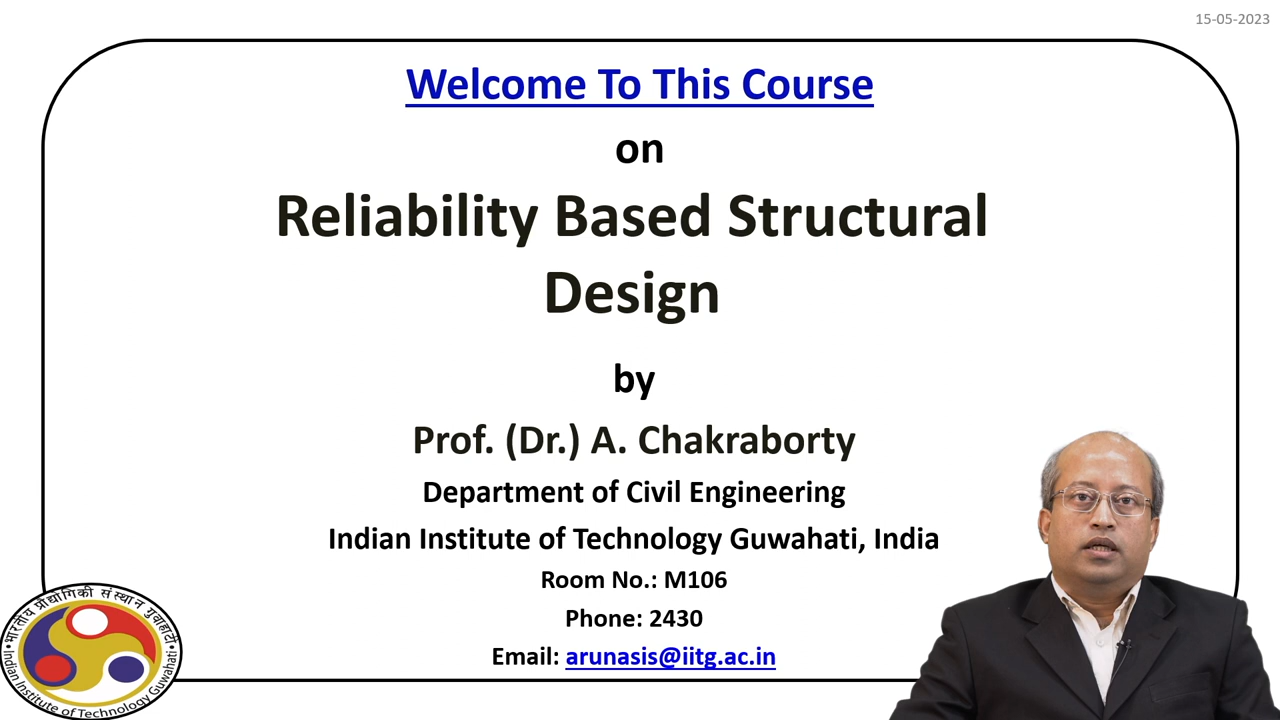 15-05-2023
Welcome To This Course
on
Reliability Based Structural
Design
by
Prof. (Dr.) A. Chakraborty
Department of Civil Engineering
Indian Institute of Technology Guwahati, India
Room No.: M106
Phone: 2430
Email: arunasis@iitg.ac.in
भारतीय प्रौद्योगिकी संस्थान गुवाहाटी
Indian Institute of Technology Guwahati